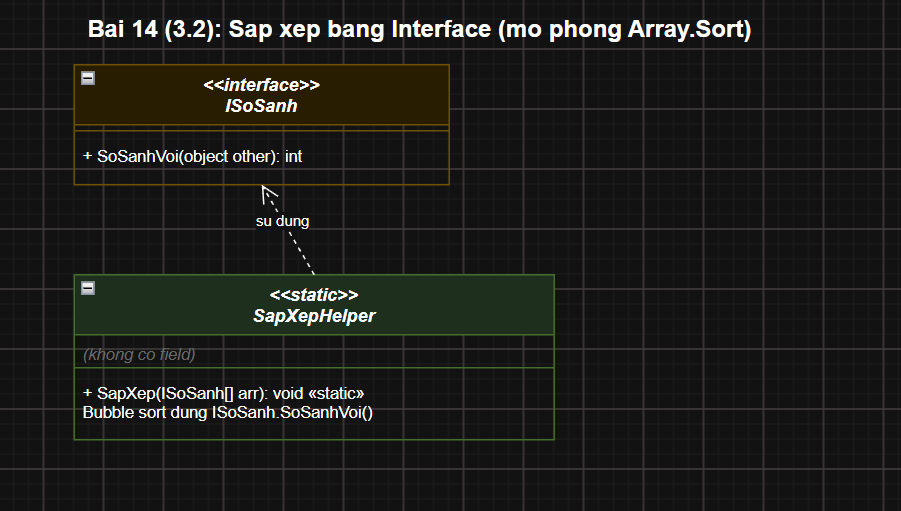 Bai 14 (3.2): Sap xep bang Interface (mo phong Array.Sort)
<<interface>>
ISoSanh
+ SoSanhVoi(object other): int
su dung
<<static>>
SapXepHelper
(khong co field)
+ SapXep(ISoSanh[] arr): void «static»
Bubble sort dung ISoSanh.SoSanhVoi()